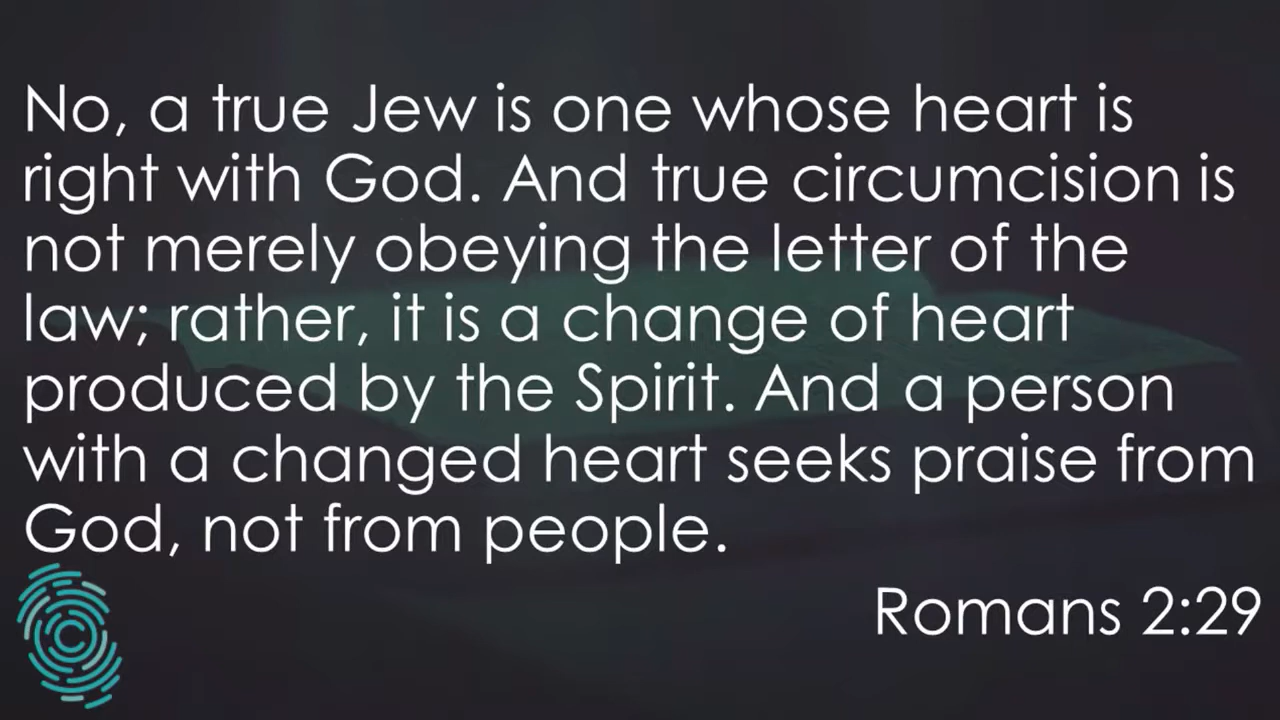 No, a true Jew is one whose heart is
right with God. And true circumcision is
not merely obeying the letter of the
law; rather, it is a change of heart
produced by the Spirit. And a person
with a changed heart seeks praise from
God, not from people.
Romans 2:29